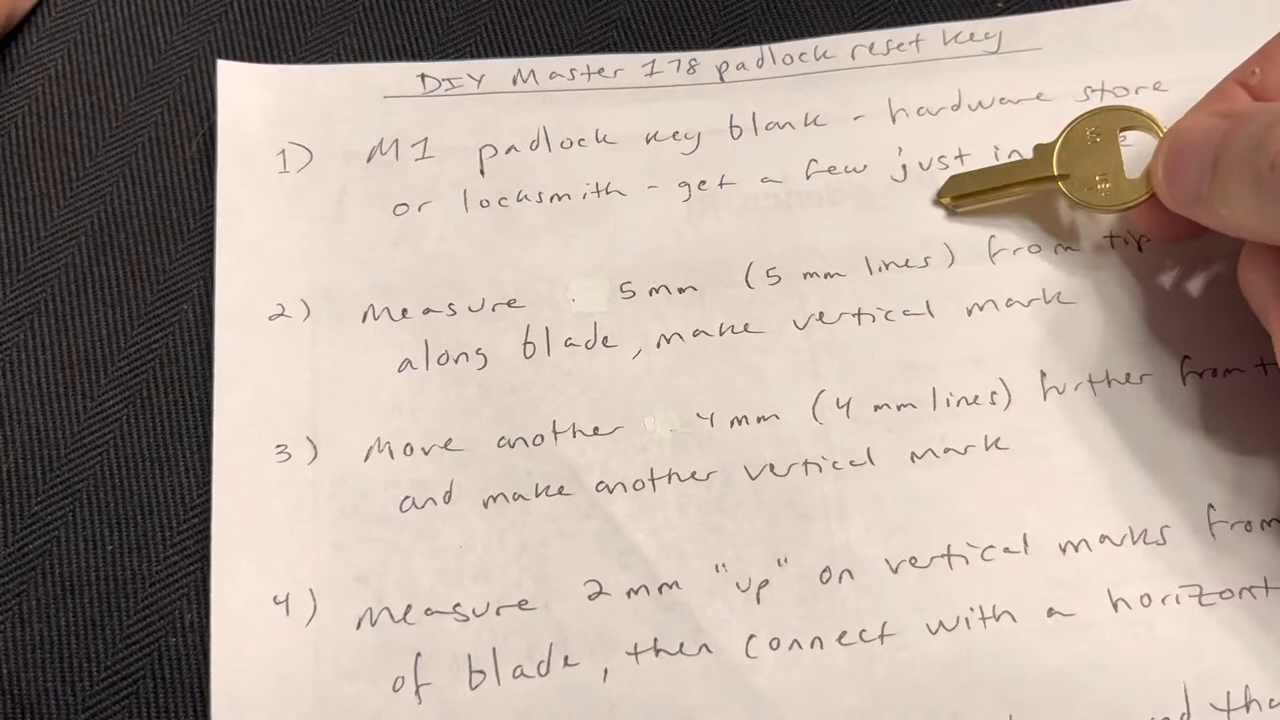 DIY Master 178 padlock reset key
1) M1 padlock key blank - hardware store
or locksmith - get a few just in
2) Measure 5mm (5 mm lines) from tip
along blade, make vertical mark
3) Move another 4mm (4 mm lines) further from
and make another vertical mark
4) Measure 2mm "up" on vertical marks from
of blade, then connect with a